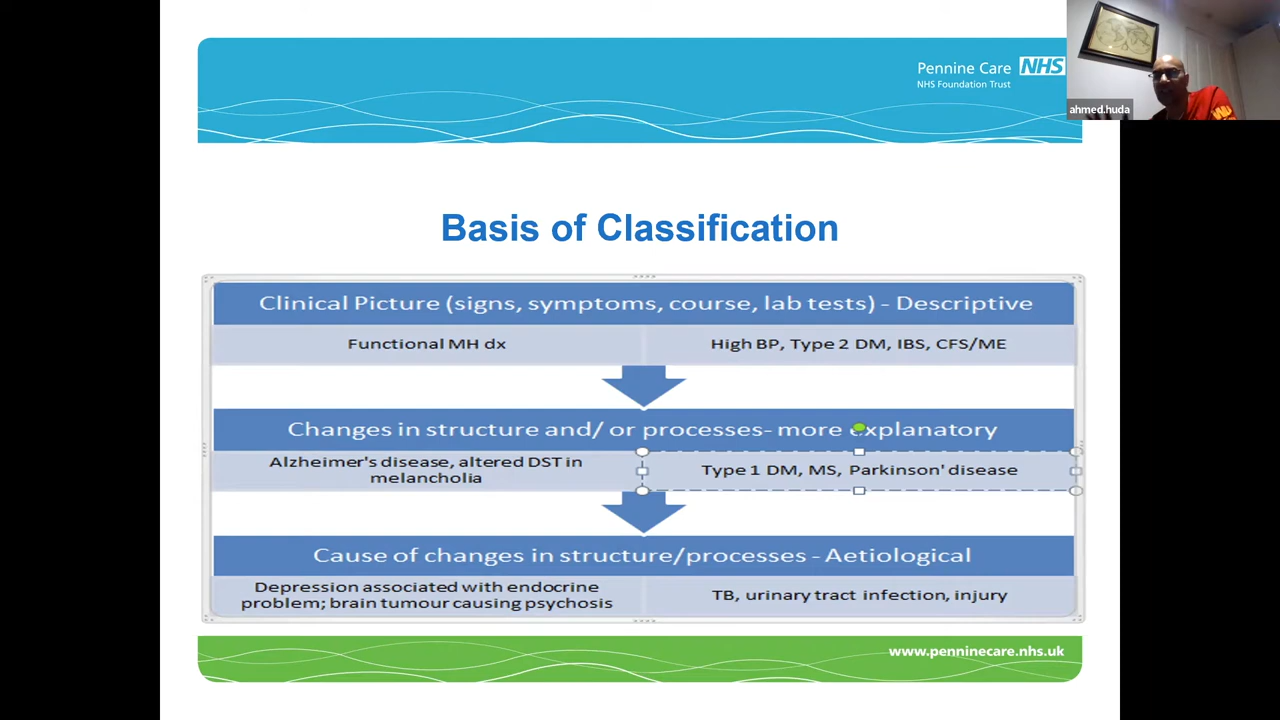 Pennine Care NHS
NHS Foundation Trust
ahmed.huda
Basis of Classification
Clinical Picture (signs, symptoms, course, lab tests) - Descriptive
Functional MH dx
High BP, Type 2 DM, IBS, CFS/ME
Changes in structure and/ or processes- more explanatory
Alzheimer's disease, altered DST in
melancholia
Type 1 DM, MS, Parkinson' disease
Cause of changes in structure/processes - Aetiological
Depression associated with endocrine
problem; brain tumour causing psychosis
TB, urinary tract infection, injury
www.penninecare.nhs.uk